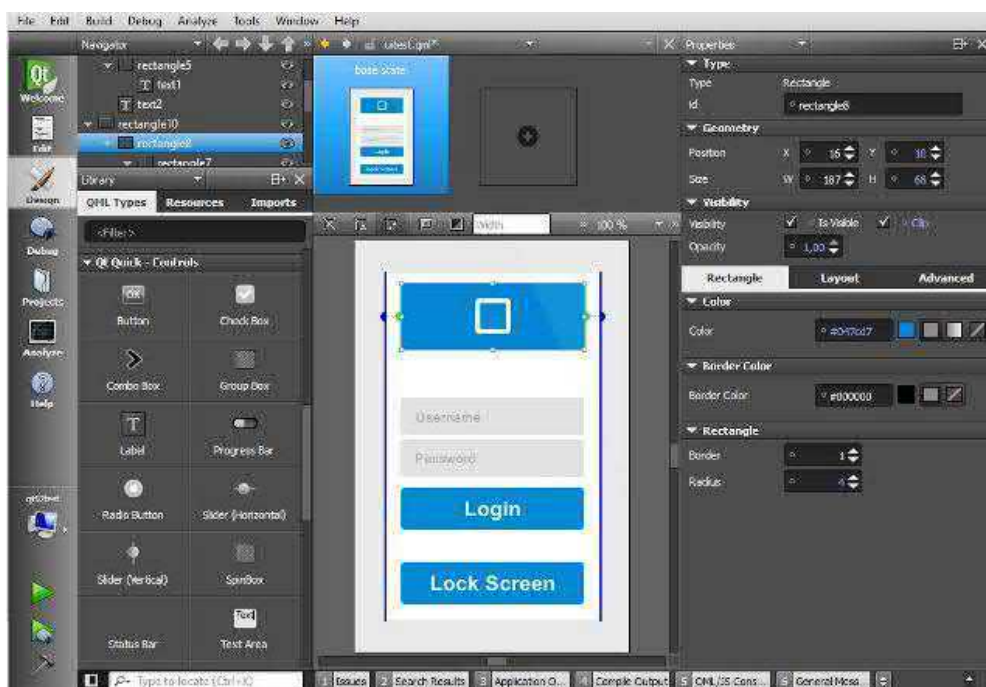 File Edit Build Debug Analyze Tools Window Help
Navigator
uitest.qml*
Properties
Qt
Welcome
Edit
Design
Debug
Projects
Analyze
Help
rectangle5
text1
text2
rectangle10
rectangle7
Library
QML Types Resources Imports
<Filter>
Qt Quick - Controls
OK
Button
Check Box
Combo Box
Group Box
T
Label
Progress Bar
Radio Button
Slider (Horizontal)
Slider (Vertical)
SpinBox
Status Bar
Text
Text Area
base state
Width
100 %
Username
Password
Login
Lock Screen
Type
Type Rectangle
id
Geometry
Position X 16 Y
Size W 187 H 68
Visibility
Visibility Is Visible Clip
Opacity 1,00
Rectangle Layout Advanced
Color
Color
Border Color
Border Color #000000
Rectangle
Border 1
Radius 4
Type to locate (Ctrl+K)
1 Issues 2 Search Results 3 Application O... 4 Compile Output 5 QML/JS Cons... 6 General Mess